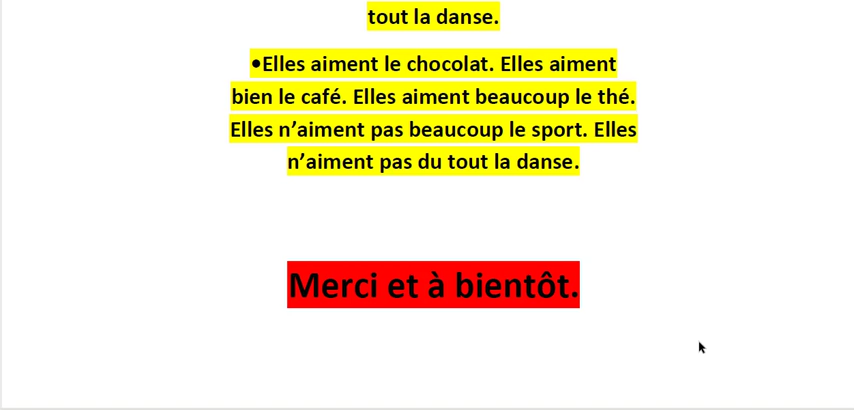 tout la danse.
•Elles aiment le chocolat. Elles aiment
bien le café. Elles aiment beaucoup le thé.
Elles n’aiment pas beaucoup le sport. Elles
n’aiment pas du tout la danse.
Merci et à bientôt.